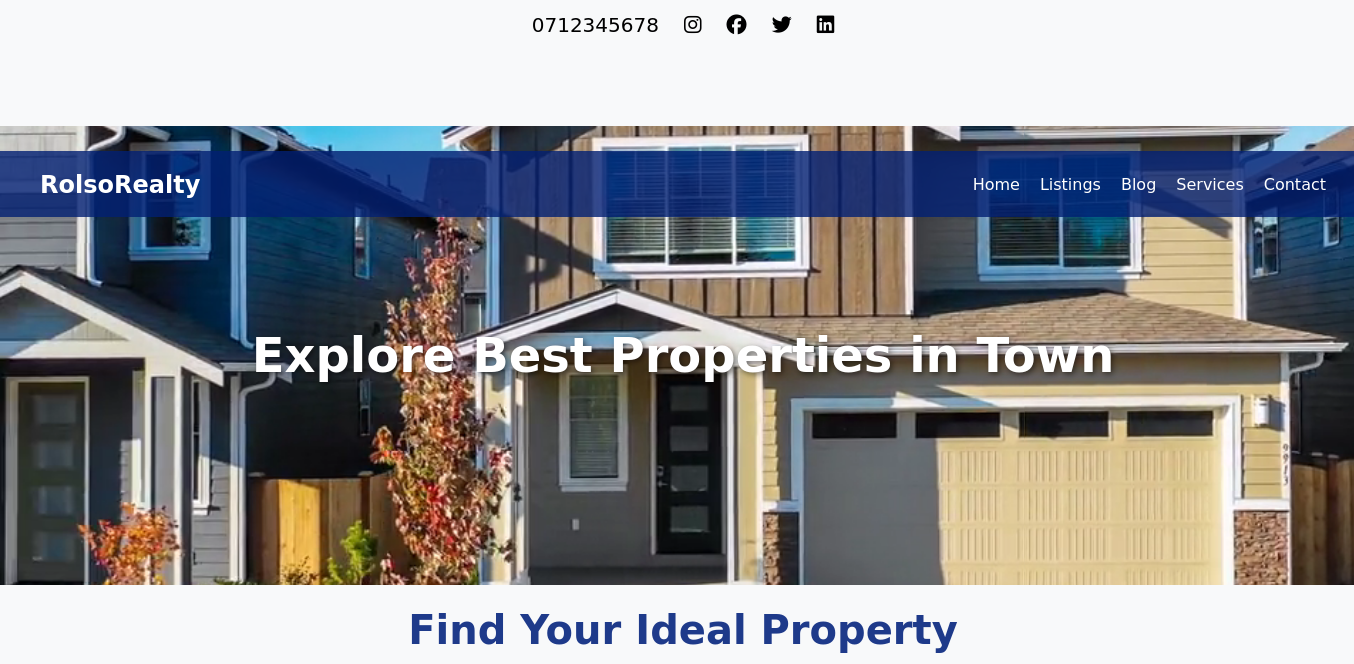 0712345678
RolsoRealty
Home Listings Blog Services Contact
Explore Best Properties in Town
Find Your Ideal Property